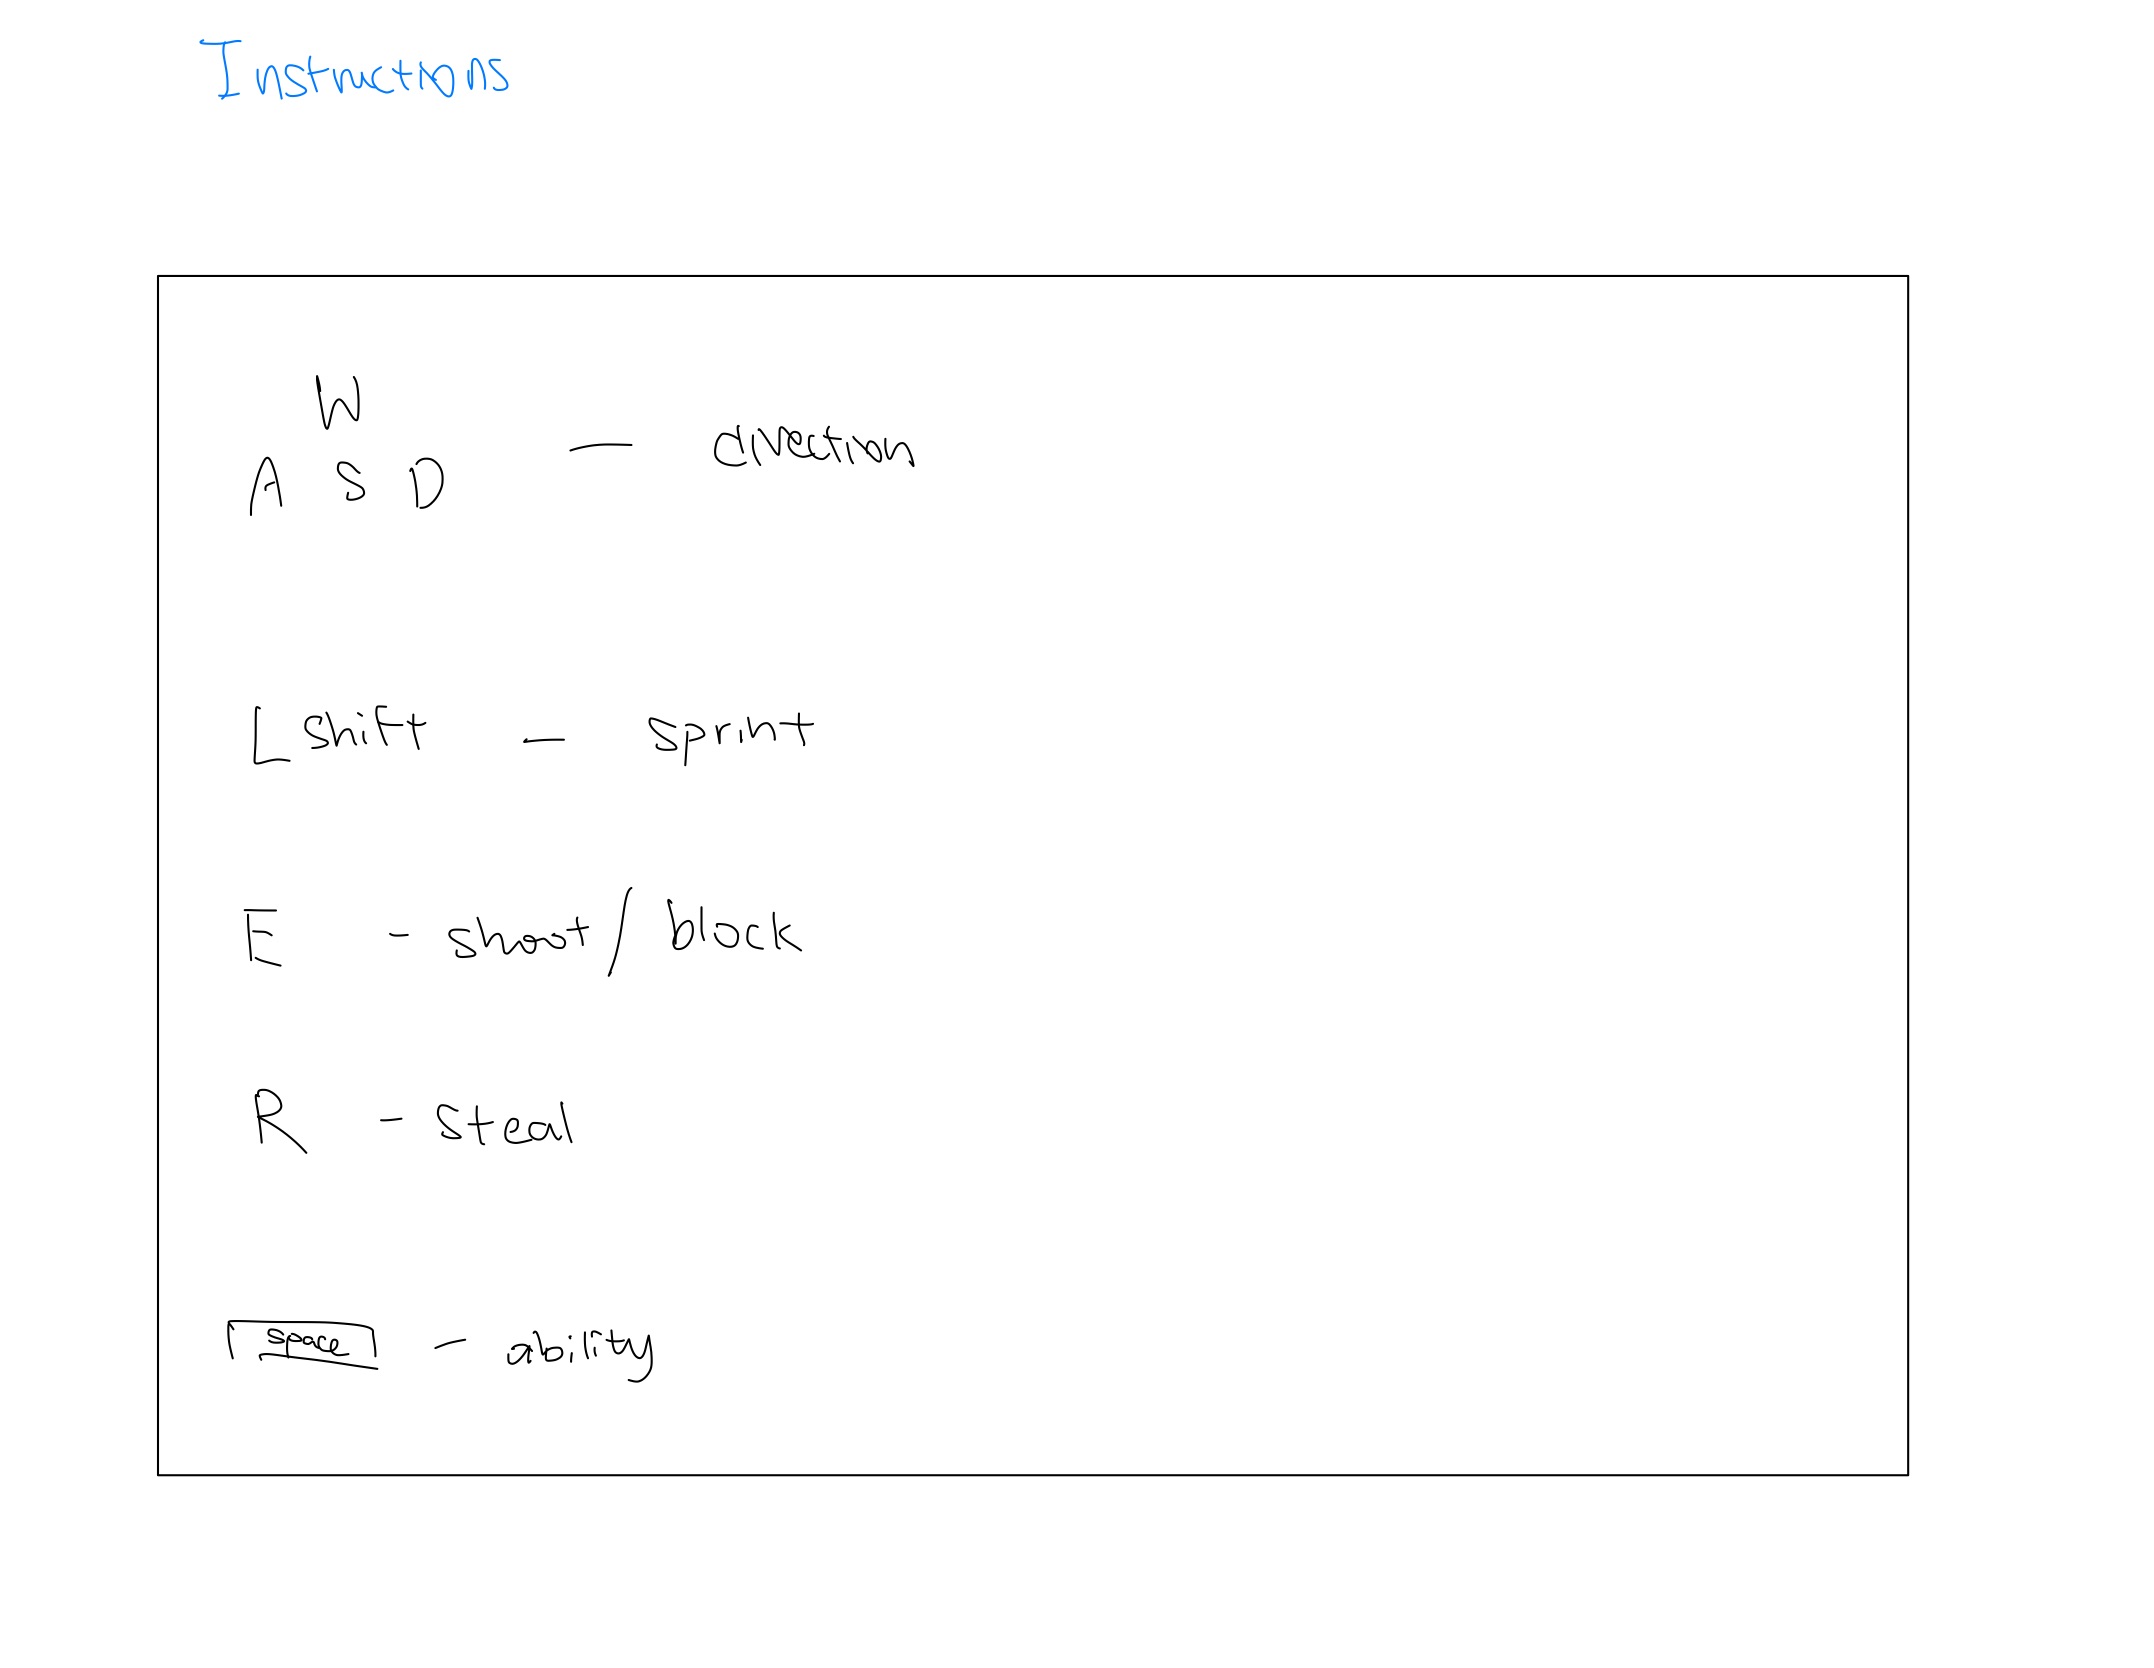 Instructions
W
A S D — direction
L shift — sprint
E - shoot / block
R - steal
space - ability